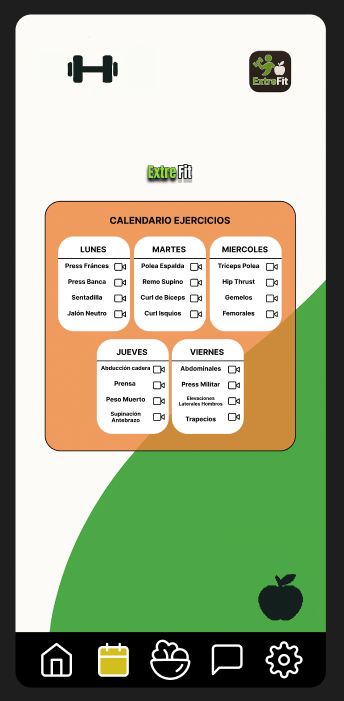 ExtreFit
ExtreFit
CALENDARIO EJERCICIOS
LUNES
Press Fránces
Press Banca
Sentadilla
Jalón Neutro
MARTES
Polea Espalda
Remo Supino
Curl de Biceps
Curl Isquios
MIERCOLES
Triceps Polea
Hip Thrust
Gemelos
Femorales
JUEVES
Abducción cadera
Prensa
Peso Muerto
Supinación
Antebrazo
VIERNES
Abdominales
Press Militar
Elevaciones
Laterales Hombros
Trapecios